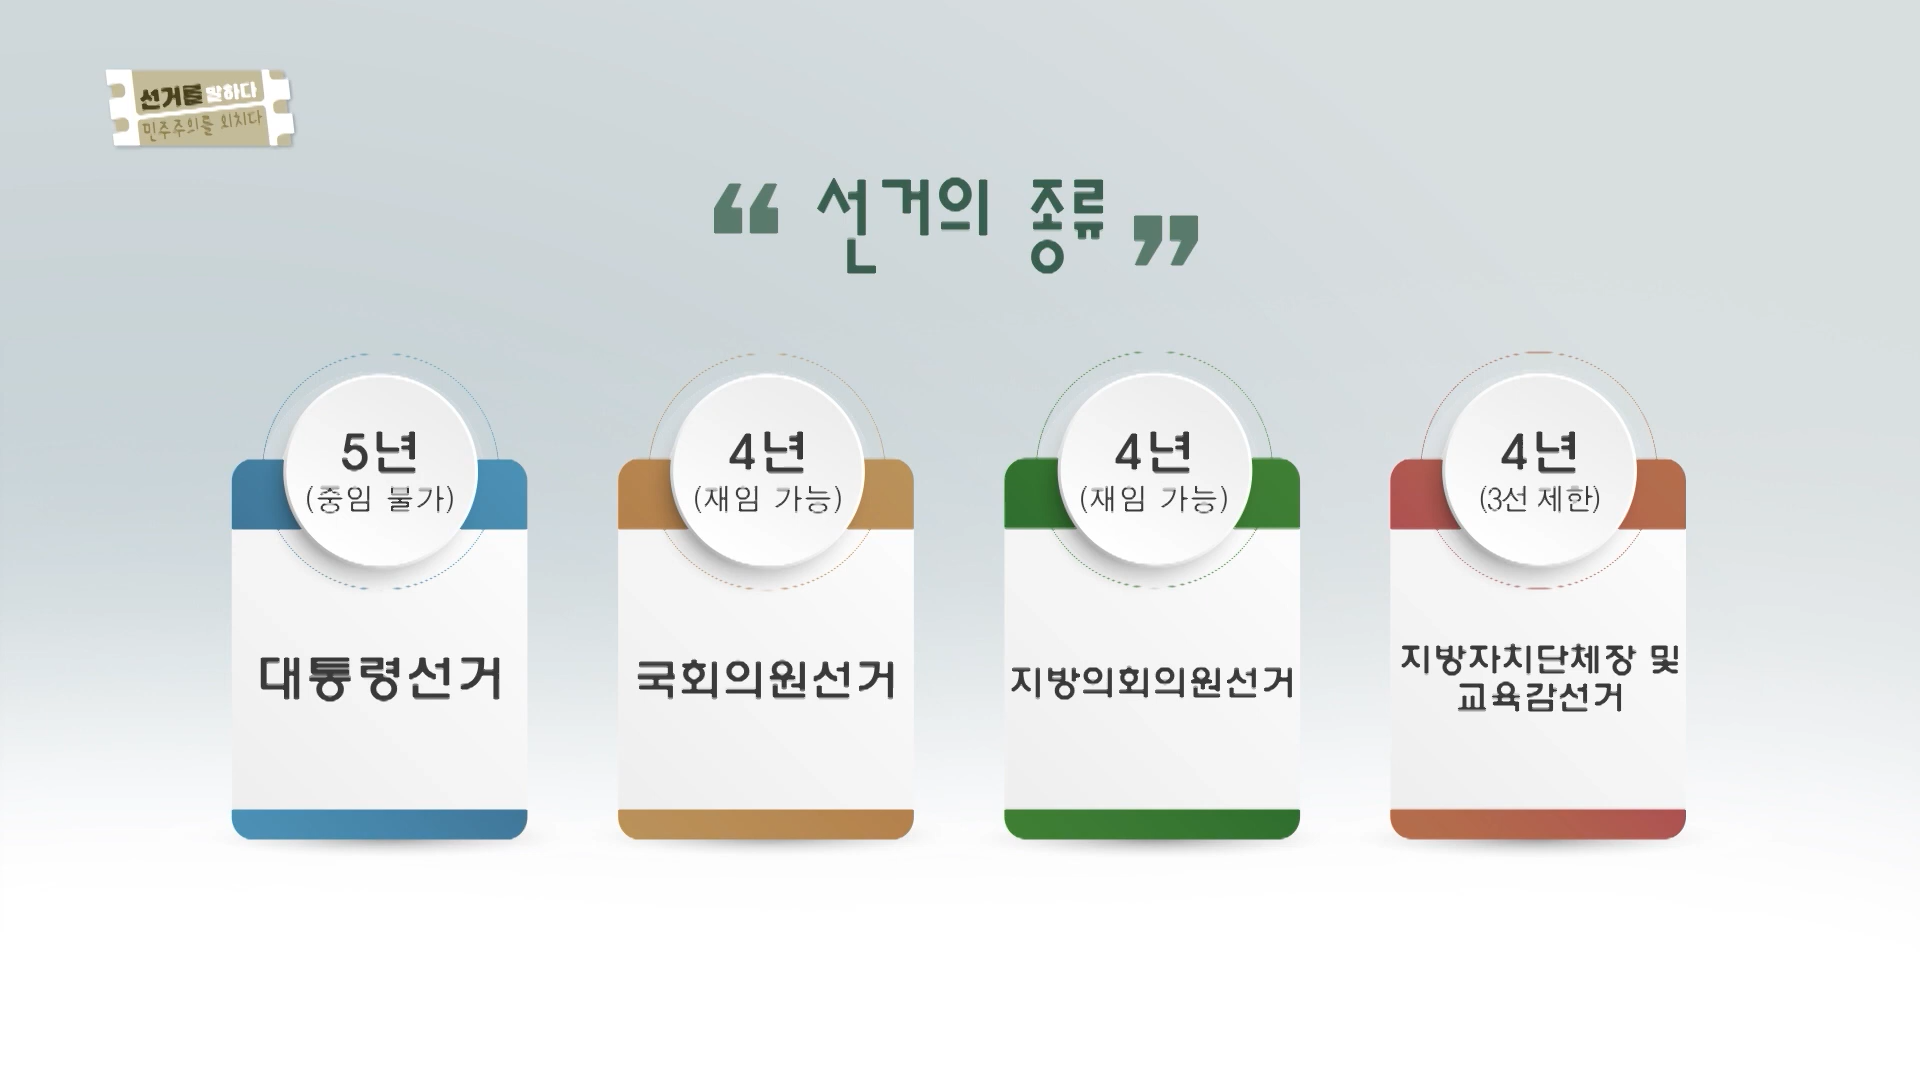 선거를 말하다
민주주의를 외치다
“ 선거의 종류 ”
5년
(중임 불가)
대통령선거
4년
(재임 가능)
국회의원선거
4년
(재임 가능)
지방의회의원선거
4년
(3선 제한)
지방자치단체장 및
교육감선거